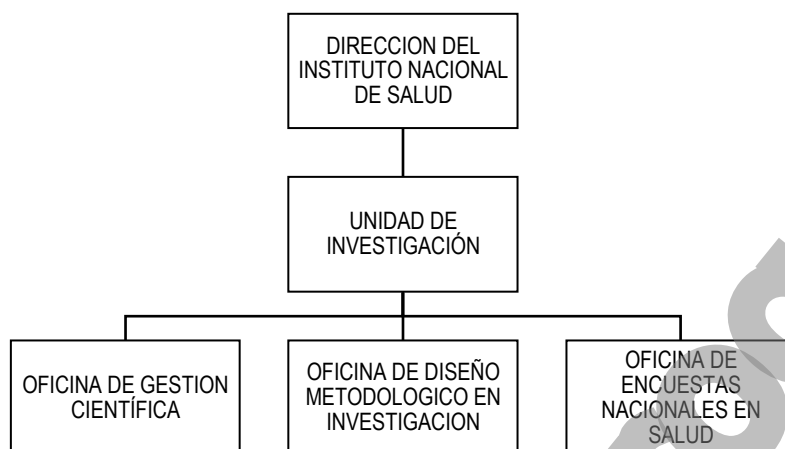 DIRECCION DEL
INSTITUTO NACIONAL
DE SALUD
UNIDAD DE
INVESTIGACIÓN
OFICINA DE GESTION
CIENTÍFICA
OFICINA DE DISEÑO
METODOLOGICO EN
INVESTIGACION
OFICINA DE
ENCUESTAS
NACIONALES EN
SALUD